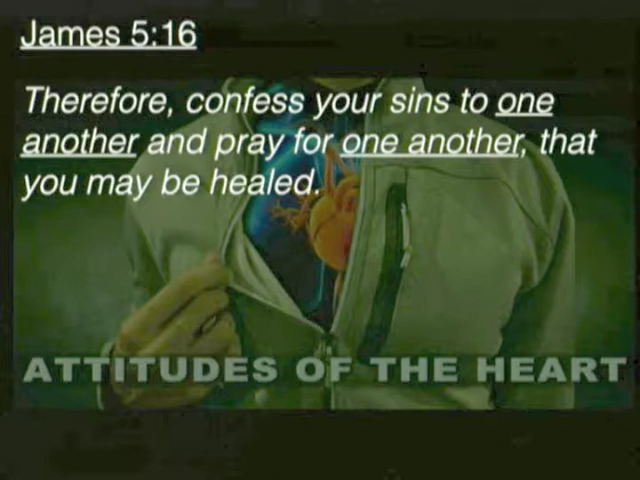 James 5:16
Therefore, confess your sins to one
another and pray for one another, that
you may be healed.
ATTITUDES OF THE HEART